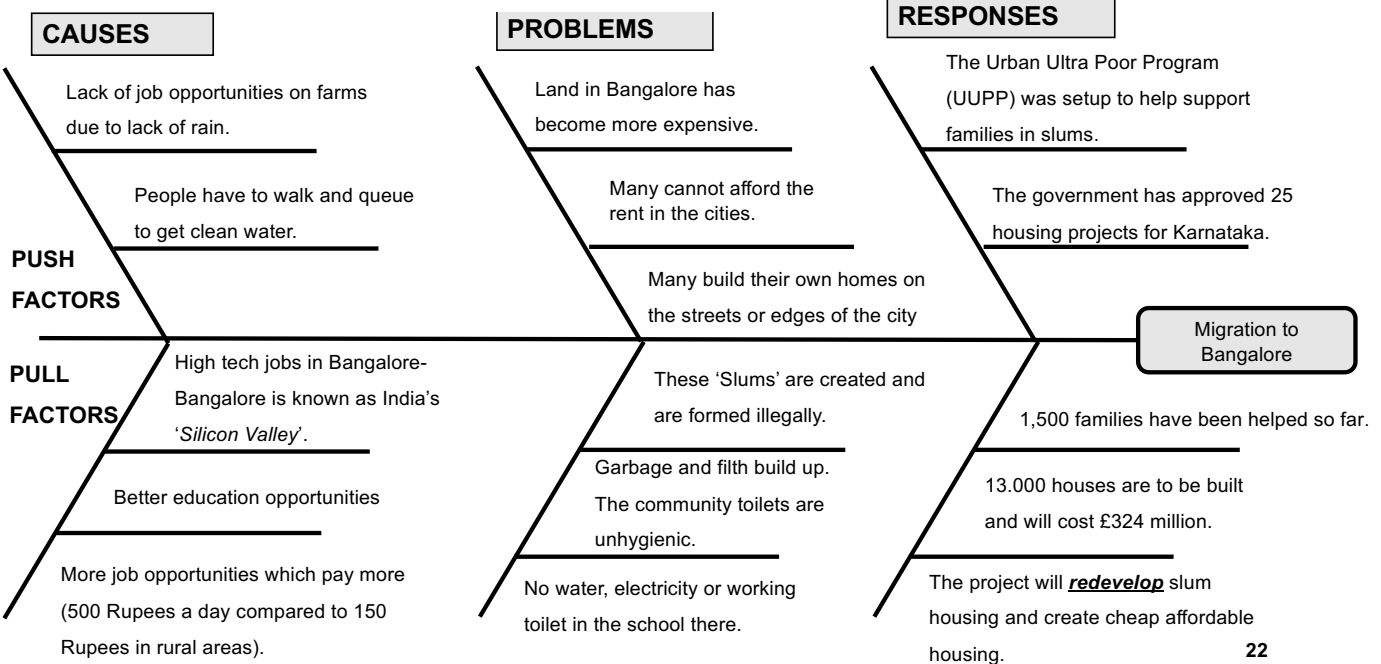 CAUSES
Lack of job opportunities on farms
due to lack of rain.
People have to walk and queue
to get clean water.
PUSH
FACTORS
PULL
FACTORS
High tech jobs in Bangalore-
Bangalore is known as India's
‘Silicon Valley’.
Better education opportunities
More job opportunities which pay more
(500 Rupees a day compared to 150
Rupees in rural areas).
PROBLEMS
Land in Bangalore has
become more expensive.
Many cannot afford the
rent in the cities.
Many build their own homes on
the streets or edges of the city
These ‘Slums’ are created and
are formed illegally.
Garbage and filth build up.
The community toilets are
unhygienic.
No water, electricity or working
toilet in the school there.
RESPONSES
The Urban Ultra Poor Program
(UUPP) was setup to help support
families in slums.
The government has approved 25
housing projects for Karnataka.
Migration to
Bangalore
1,500 families have been helped so far.
13.000 houses are to be built
and will cost £324 million.
The project will redevelop slum
housing and create cheap affordable
housing.
22